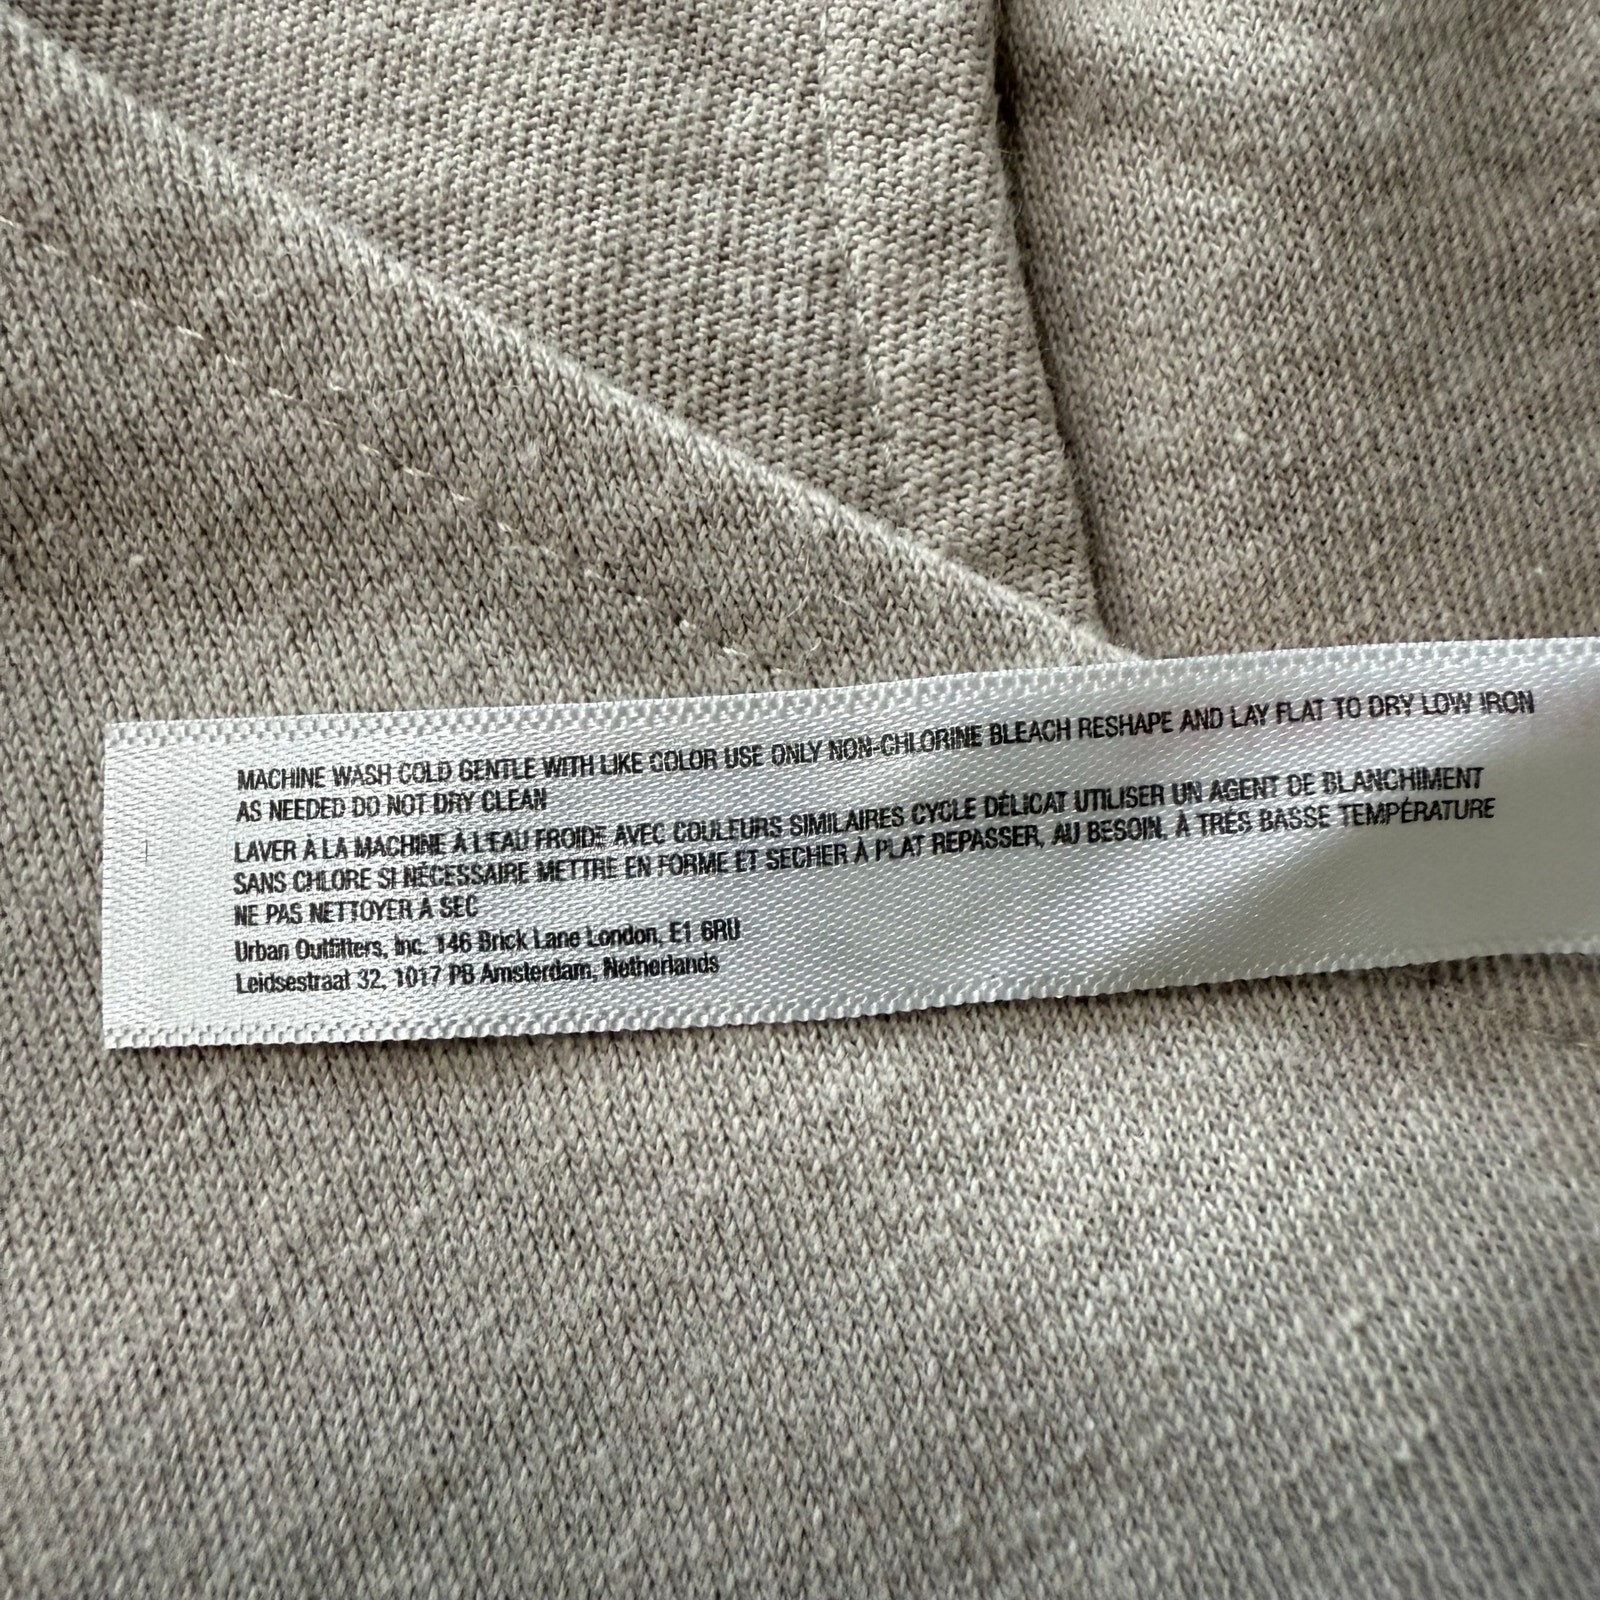 MACHINE WASH COLD GENTLE WITH LIKE COLOR USE ONLY NON-CHLORINE BLEACH RESHAPE AND LAY FLAT TO DRY LOW IRON
AS NEEDED DO NOT DRY CLEAN
LAVER À LA MACHINE À L'EAU FROIDE AVEC COULEURS SIMILAIRES CYCLE DÉLICAT UTILISER UN AGENT DE BLANCHIMENT
SANS CHLORE SI NÉCESSAIRE METTRE EN FORME ET SECHER À PLAT REPASSER, AU BESOIN, À TRÈS BASSE TEMPÉRATURE
NE PAS NETTOYER À SEC
Urban Outfitters, Inc. 146 Brick Lane London, E1 6RU
Leidsestraat 32, 1017 PB Amsterdam, Netherlands